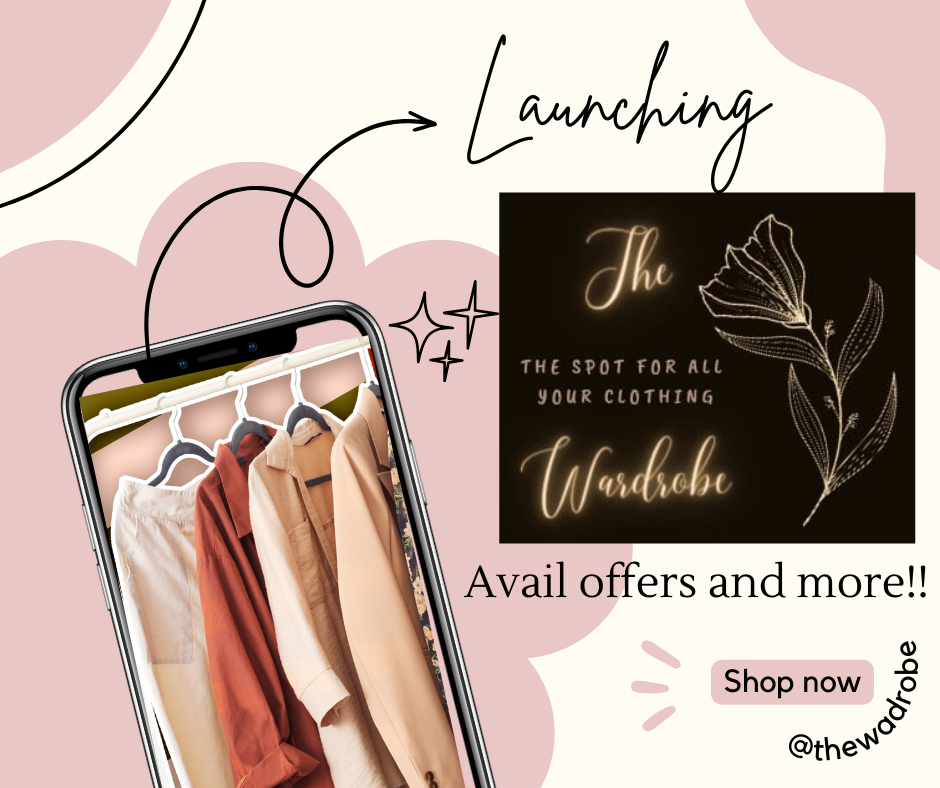 Launching
The
THE SPOT FOR ALL
YOUR CLOTHING
Wardrobe
Avail offers and more!!
Shop now
@thewadrobe